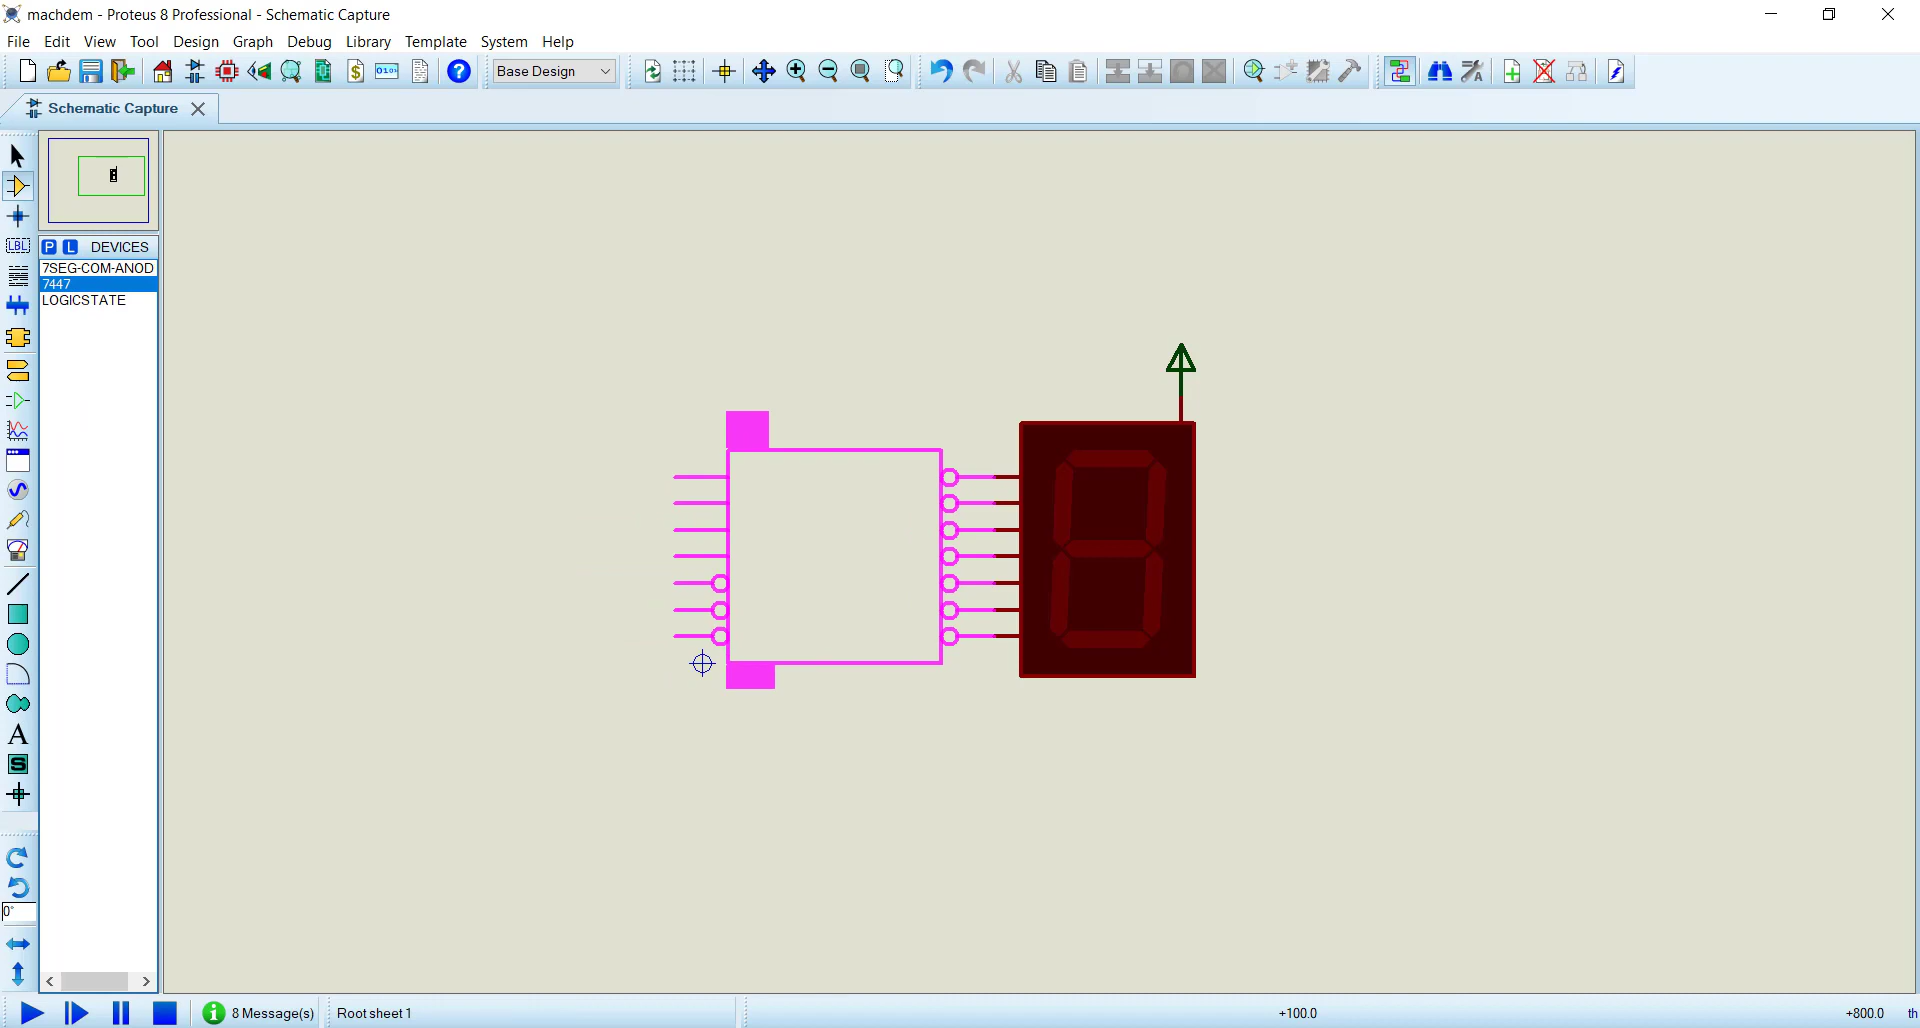 machdem - Proteus 8 Professional - Schematic Capture
File Edit View Tool Design Graph Debug Library Template System Help
$ 0101 ? Base Design
Schematic Capture
P L DEVICES
7SEG-COM-ANOD
7447
LOGICSTATE
LBL
A
S
0°
8 Message(s) Root sheet 1 +100.0 +800.0 th